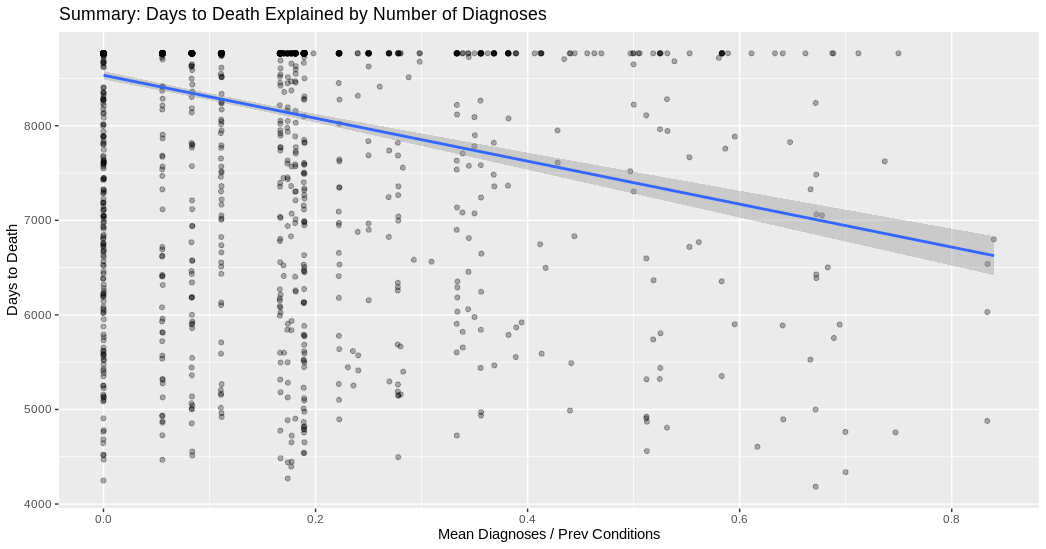 Summary: Days to Death Explained by Number of Diagnoses
Days to Death
8000
7000
6000
5000
4000
0.0 0.2 0.4 0.6 0.8
Mean Diagnoses / Prev Conditions